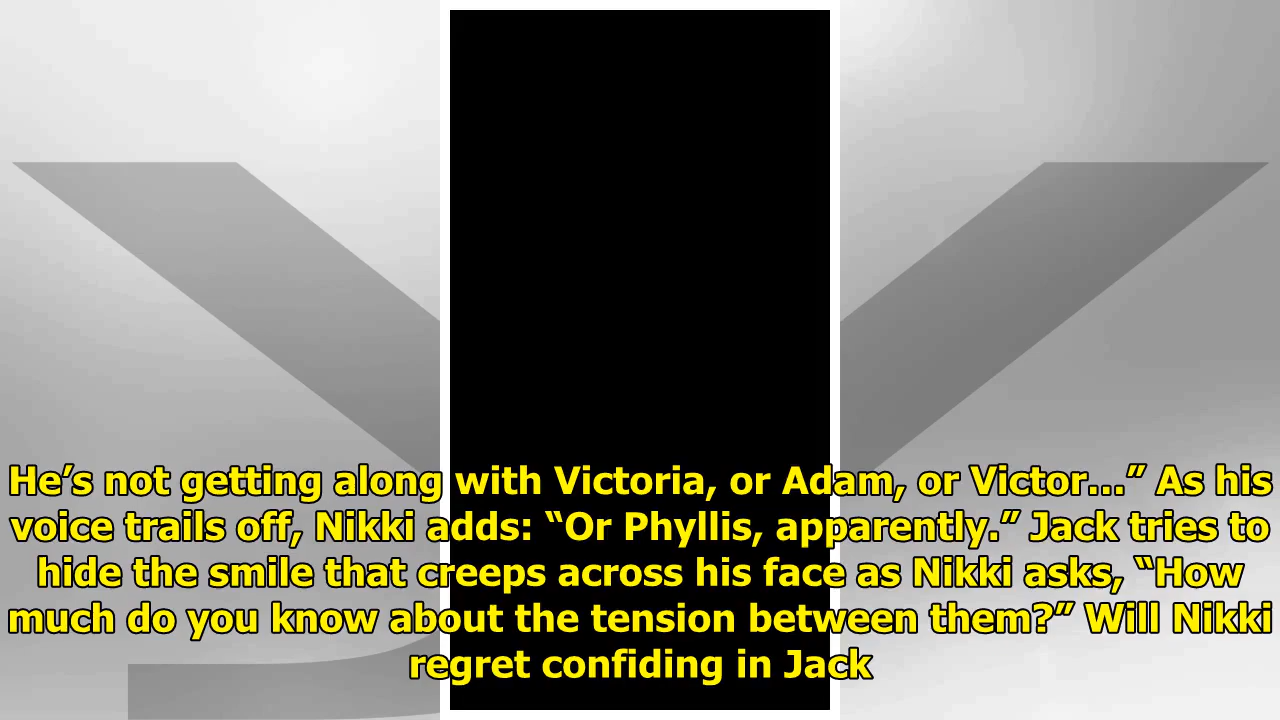 He’s not getting along with Victoria, or Adam, or Victor...” As his
voice trails off, Nikki adds: “Or Phyllis, apparently.” Jack tries to
hide the smile that creeps across his face as Nikki asks, “How
much do you know about the tension between them?” Will Nikki
regret confiding in Jack